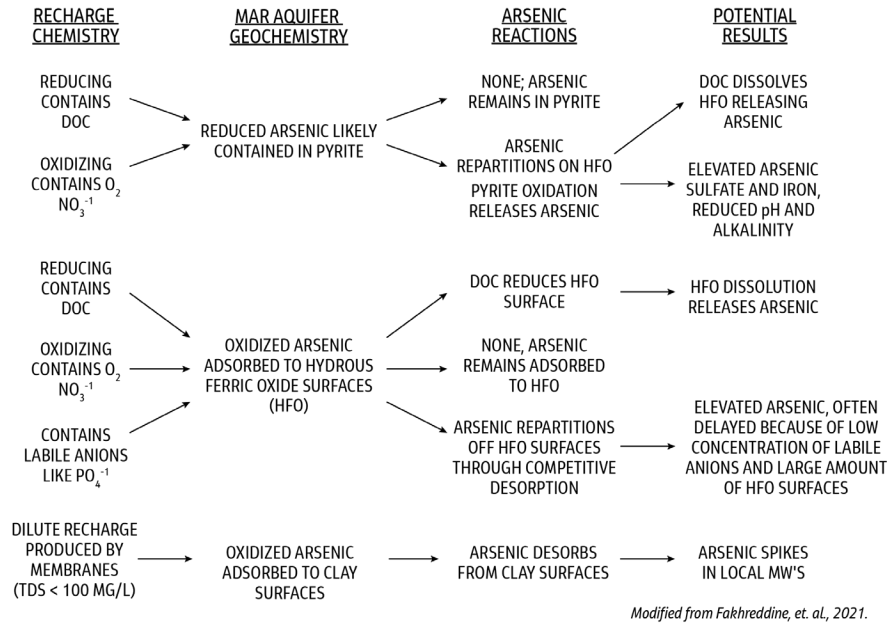 RECHARGE
CHEMISTRY
MAR AQUIFER
GEOCHEMISTRY
ARSENIC
REACTIONS
POTENTIAL
RESULTS
REDUCING
CONTAINS
DOC
OXIDIZING
CONTAINS O₂
NO₃⁻¹
REDUCED ARSENIC LIKELY
CONTAINED IN PYRITE
NONE; ARSENIC
REMAINS IN PYRITE
ARSENIC
REPARTITIONS ON HFO
PYRITE OXIDATION
RELEASES ARSENIC
DOC DISSOLVES
HFO RELEASING
ARSENIC
ELEVATED ARSENIC
SULFATE AND IRON,
REDUCED pH AND
ALKALINITY
REDUCING
CONTAINS
DOC
OXIDIZING
CONTAINS O₂
NO₃⁻¹
CONTAINS
LABILE ANIONS
LIKE PO₄⁻¹
OXIDIZED ARSENIC
ADSORBED TO HYDROUS
FERRIC OXIDE SURFACES
(HFO)
DOC REDUCES HFO
SURFACE
NONE, ARSENIC
REMAINS ADSORBED
TO HFO
ARSENIC REPARTITIONS
OFF HFO SURFACES
THROUGH COMPETITIVE
DESORPTION
HFO DISSOLUTION
RELEASES ARSENIC
ELEVATED ARSENIC, OFTEN
DELAYED BECAUSE OF LOW
CONCENTRATION OF LABILE
ANIONS AND LARGE AMOUNT
OF HFO SURFACES
DILUTE RECHARGE
PRODUCED BY
MEMBRANES
(TDS < 100 MG/L)
OXIDIZED ARSENIC
ADSORBED TO CLAY
SURFACES
ARSENIC DESORBS
FROM CLAY SURFACES
ARSENIC SPIKES
IN LOCAL MW'S
Modified from Fakhreddine, et. al., 2021.